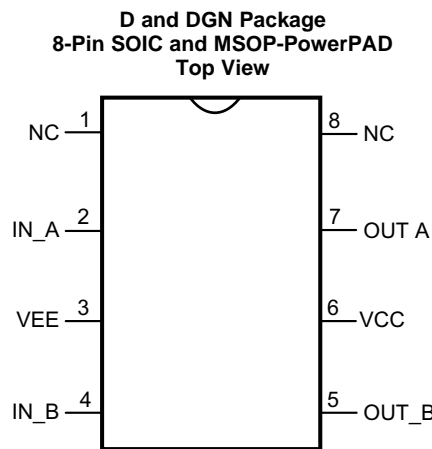 D and DGN Package
8-Pin SOIC and MSOP-PowerPAD
Top View
NC 1 8 NC
IN_A 2 7 OUT A
VEE 3 6 VCC
IN_B 4 5 OUT_B